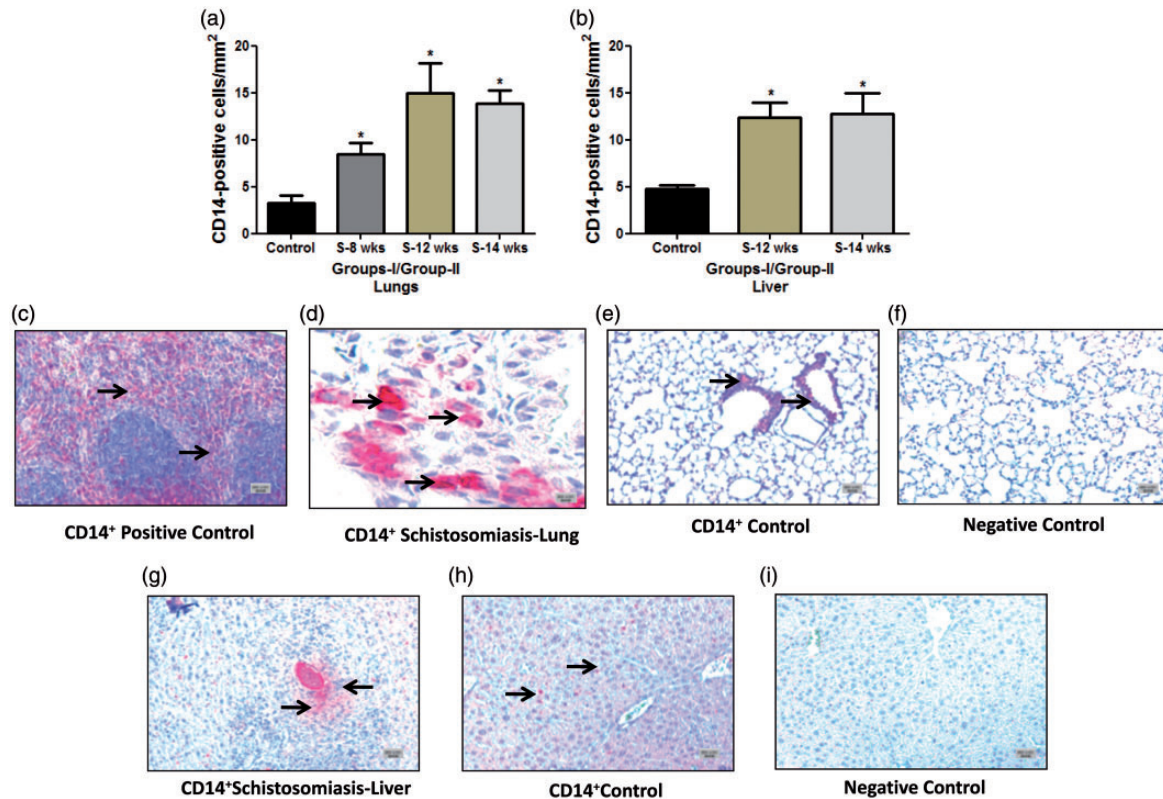 (a)
CD14-positive cells/mm²
20
15
10
5
0
*
*
*
Control S-8 wks S-12 wks S-14 wks
Groups-I/Group-II
Lungs
(b)
CD14-positive cells/mm²
20
15
10
5
0
*
*
Control S-12 wks S-14 wks
Groups-I/Group-II
Liver
(c)
CD14⁺ Positive Control
(d)
CD14⁺ Schistosomiasis-Lung
(e)
CD14⁺ Control
(f)
Negative Control
(g)
CD14⁺Schistosomiasis-Liver
(h)
CD14⁺Control
(i)
Negative Control